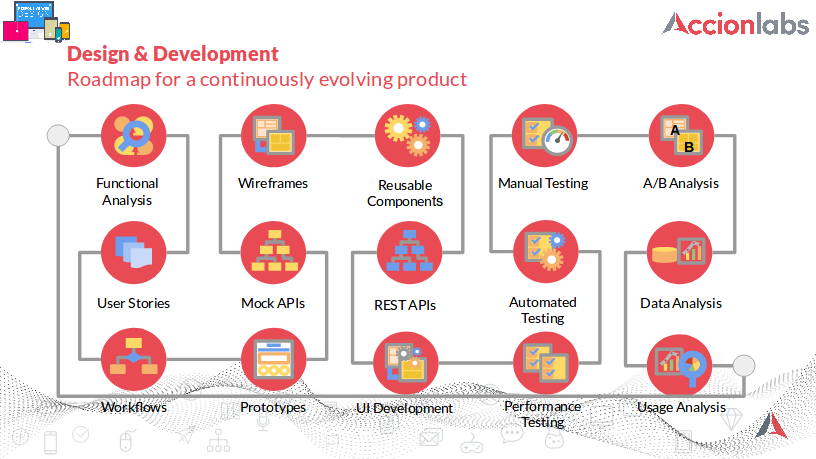 Accionlabs
Design & Development
Roadmap for a continuously evolving product
A
B
Functional
Analysis
Wireframes
Reusable
Components
Manual Testing
A/B Analysis
User Stories
Mock APIs
REST APIs
Automated
Testing
Data Analysis
Workflows
Prototypes
UI Development
Performance
Testing
Usage Analysis